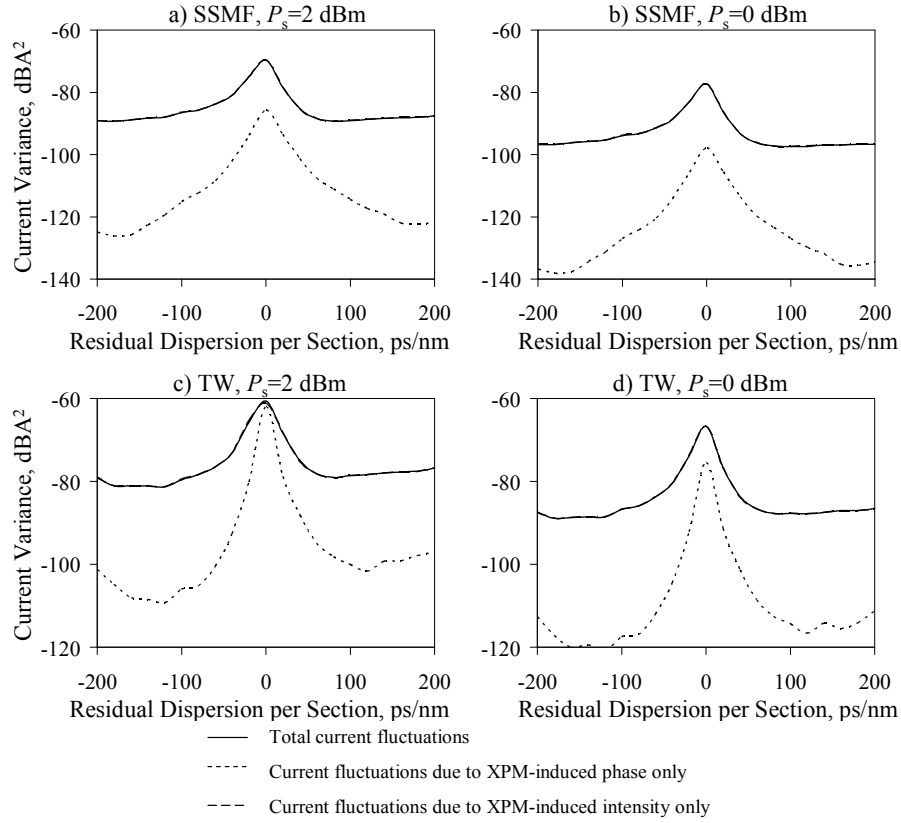 a) SSMF, Pₛ=2 dBm
b) SSMF, Pₛ=0 dBm
Current Variance, dBA²
-60
-80
-100
-120
-140
-200 -100 0 100 200
Residual Dispersion per Section, ps/nm
-60
-80
-100
-120
-140
-200 -100 0 100 200
Residual Dispersion per Section, ps/nm
c) TW, Pₛ=2 dBm
d) TW, Pₛ=0 dBm
Current Variance, dBA²
-60
-80
-100
-120
-200 -100 0 100 200
Residual Dispersion per Section, ps/nm
-60
-80
-100
-120
-200 -100 0 100 200
Residual Dispersion per Section, ps/nm
Total current fluctuations
Current fluctuations due to XPM-induced phase only
Current fluctuations due to XPM-induced intensity only